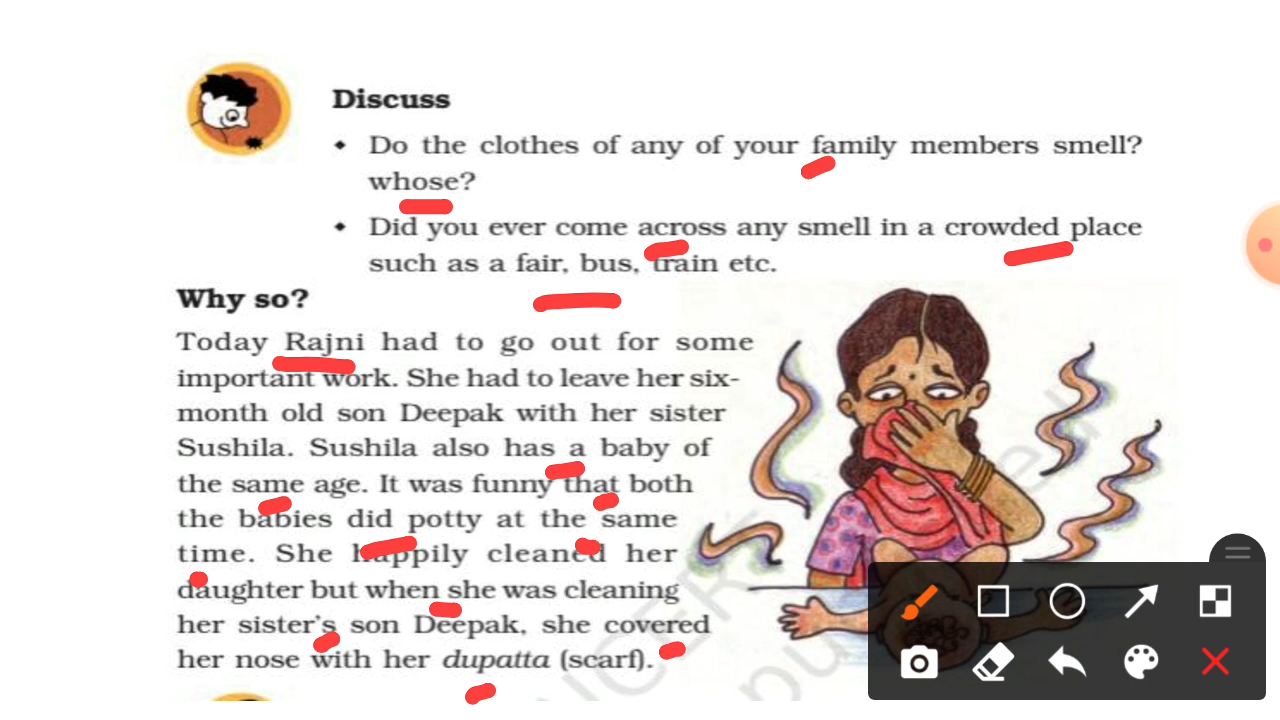 Discuss
• Do the clothes of any of your family members smell?
whose?
• Did you ever come across any smell in a crowded place
such as a fair, bus, train etc.
Why so?
Today Rajni had to go out for some
important work. She had to leave her six-
month old son Deepak with her sister
Sushila. Sushila also has a baby of
the same age. It was funny that both
the babies did potty at the same
time. She happily cleaned her
daughter but when she was cleaning
her sister's son Deepak, she covered
her nose with her dupatta (scarf).